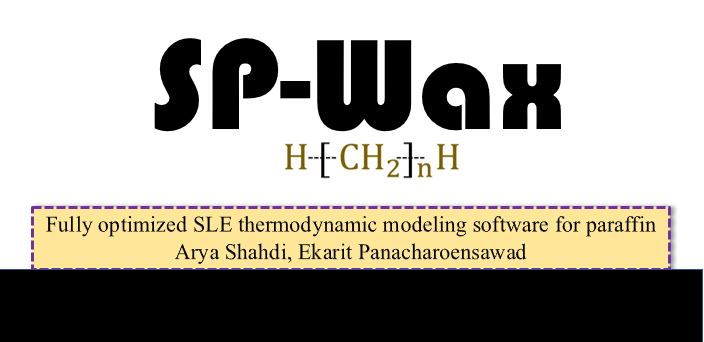 SP-Wax
H-[-CH2-]nH
Fully optimized SLE thermodynamic modeling software for paraffin
Arya Shahdi, Ekarit Panacharoensawad